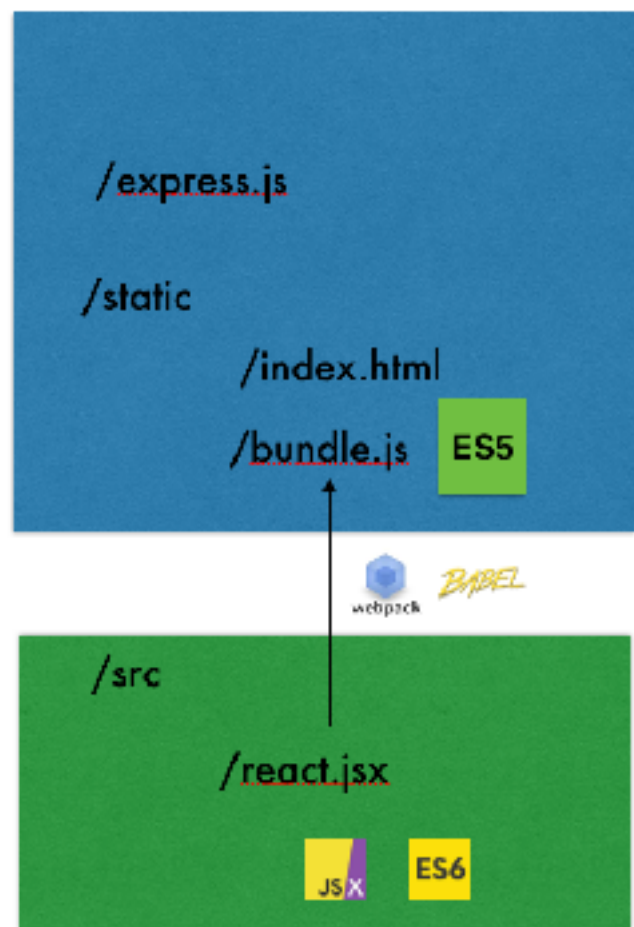 /express.js
/static
/index.html
/bundle.js
ES5
webpack
BABEL
/src
/react.jsx
JSX
ES6